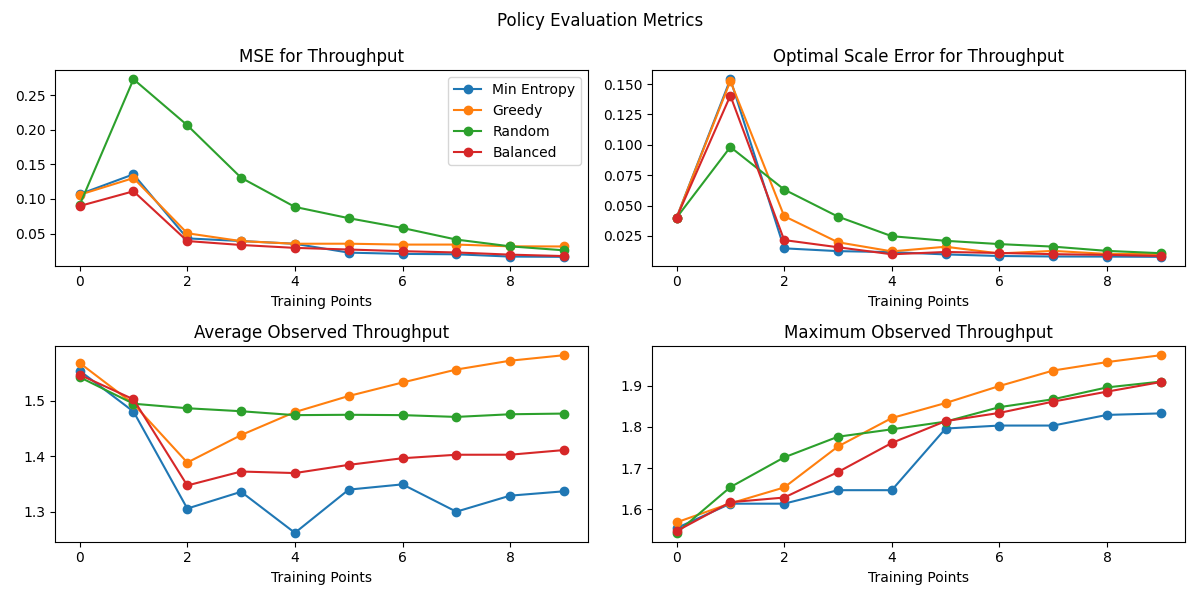 Policy Evaluation Metrics
MSE for Throughput
0.25
0.20
0.15
0.10
0.05
0 2 4 6 8
Training Points
Min Entropy
Greedy
Random
Balanced
Optimal Scale Error for Throughput
0.150
0.125
0.100
0.075
0.050
0.025
0 2 4 6 8
Training Points
Average Observed Throughput
1.5
1.4
1.3
0 2 4 6 8
Training Points
Maximum Observed Throughput
1.9
1.8
1.7
1.6
0 2 4 6 8
Training Points